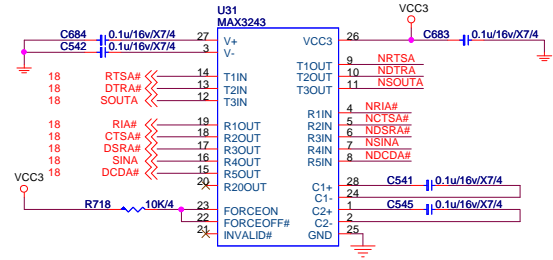 U31
MAX3243
VCC3
C684 0.1u/16v/X7/4 27 V+ VCC3 26 C683 0.1u/16v/X7/4
C542 0.1u/16v/X7/4 3 V-
T1OUT 9 NRTSA
18 RTSA# 14 T1IN T2OUT 10 NDTRA
18 DTRA# 13 T2IN T3OUT 11 NSOUTA
18 SOUTA 12 T3IN
R1IN 4 NRIA#
18 RIA# 19 R1OUT R2IN 5 NCTSA#
18 CTSA# 18 R2OUT R3IN 6 NDSRA#
18 DSRA# 17 R3OUT R4IN 7 NSINA
18 SINA 16 R4OUT R5IN 8 NDCDA#
18 DCDA# 15 R5OUT
20 R20OUT C1+ 28 C541 0.1u/16v/X7/4
VCC3 C1- 24
R718 10K/4 23 FORCEON C2+ 1 C545 0.1u/16v/X7/4
22 FORCEOFF# C2- 2
21 INVALID# GND 25